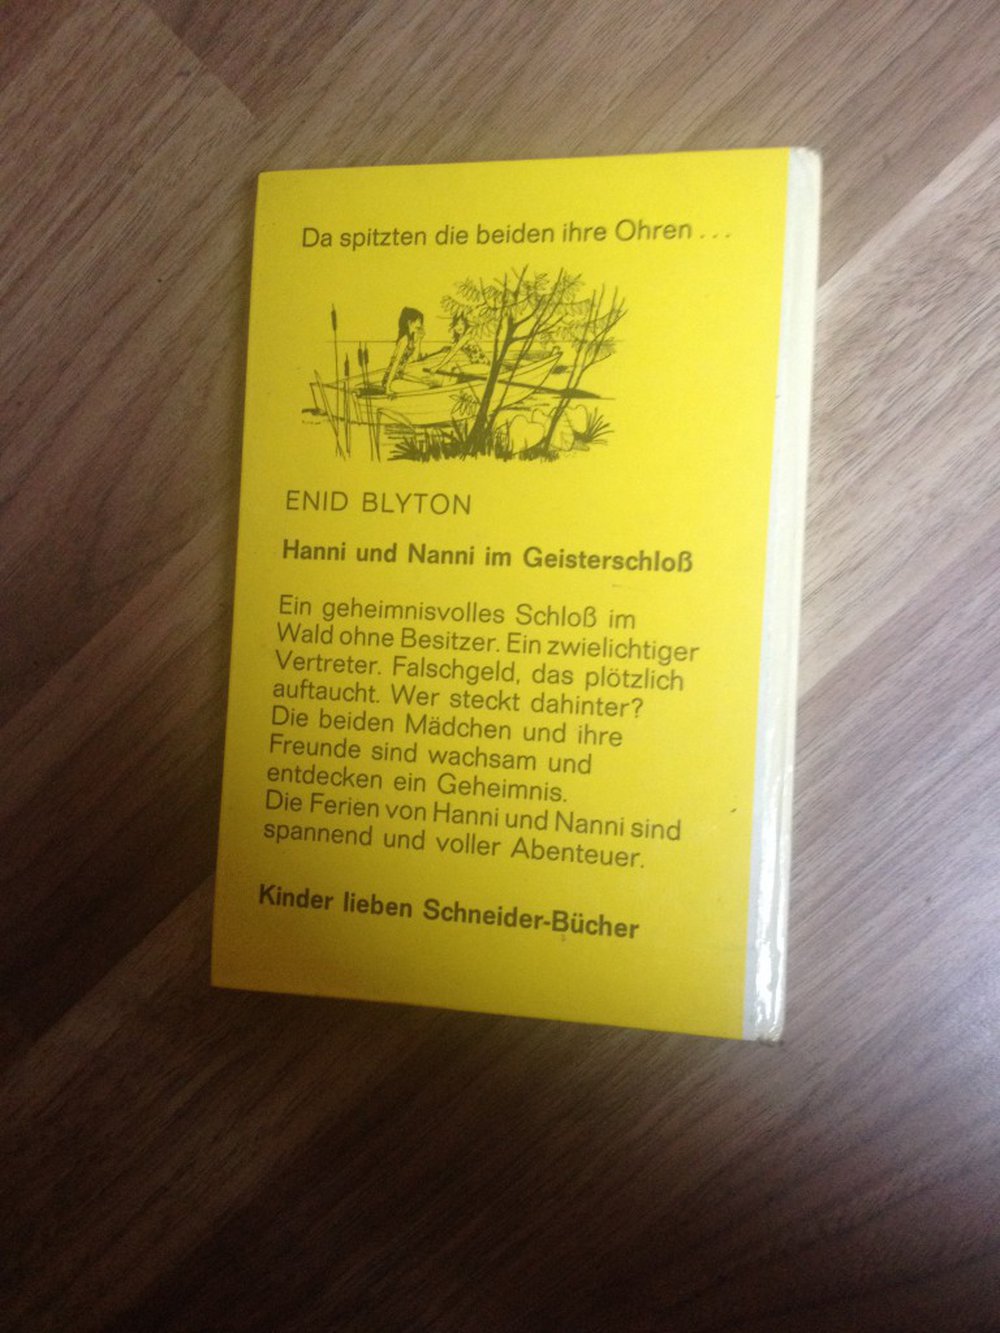 Da spitzten die beiden ihre Ohren . . .
ENID BLYTON
Hanni und Nanni im Geisterschloß
Ein geheimnisvolles Schloß im
Wald ohne Besitzer. Ein zwielichtiger
Vertreter. Falschgeld, das plötzlich
auftaucht. Wer steckt dahinter?
Die beiden Mädchen und ihre
Freunde sind wachsam und
entdecken ein Geheimnis.
Die Ferien von Hanni und Nanni sind
spannend und voller Abenteuer.
Kinder lieben Schneider-Bücher